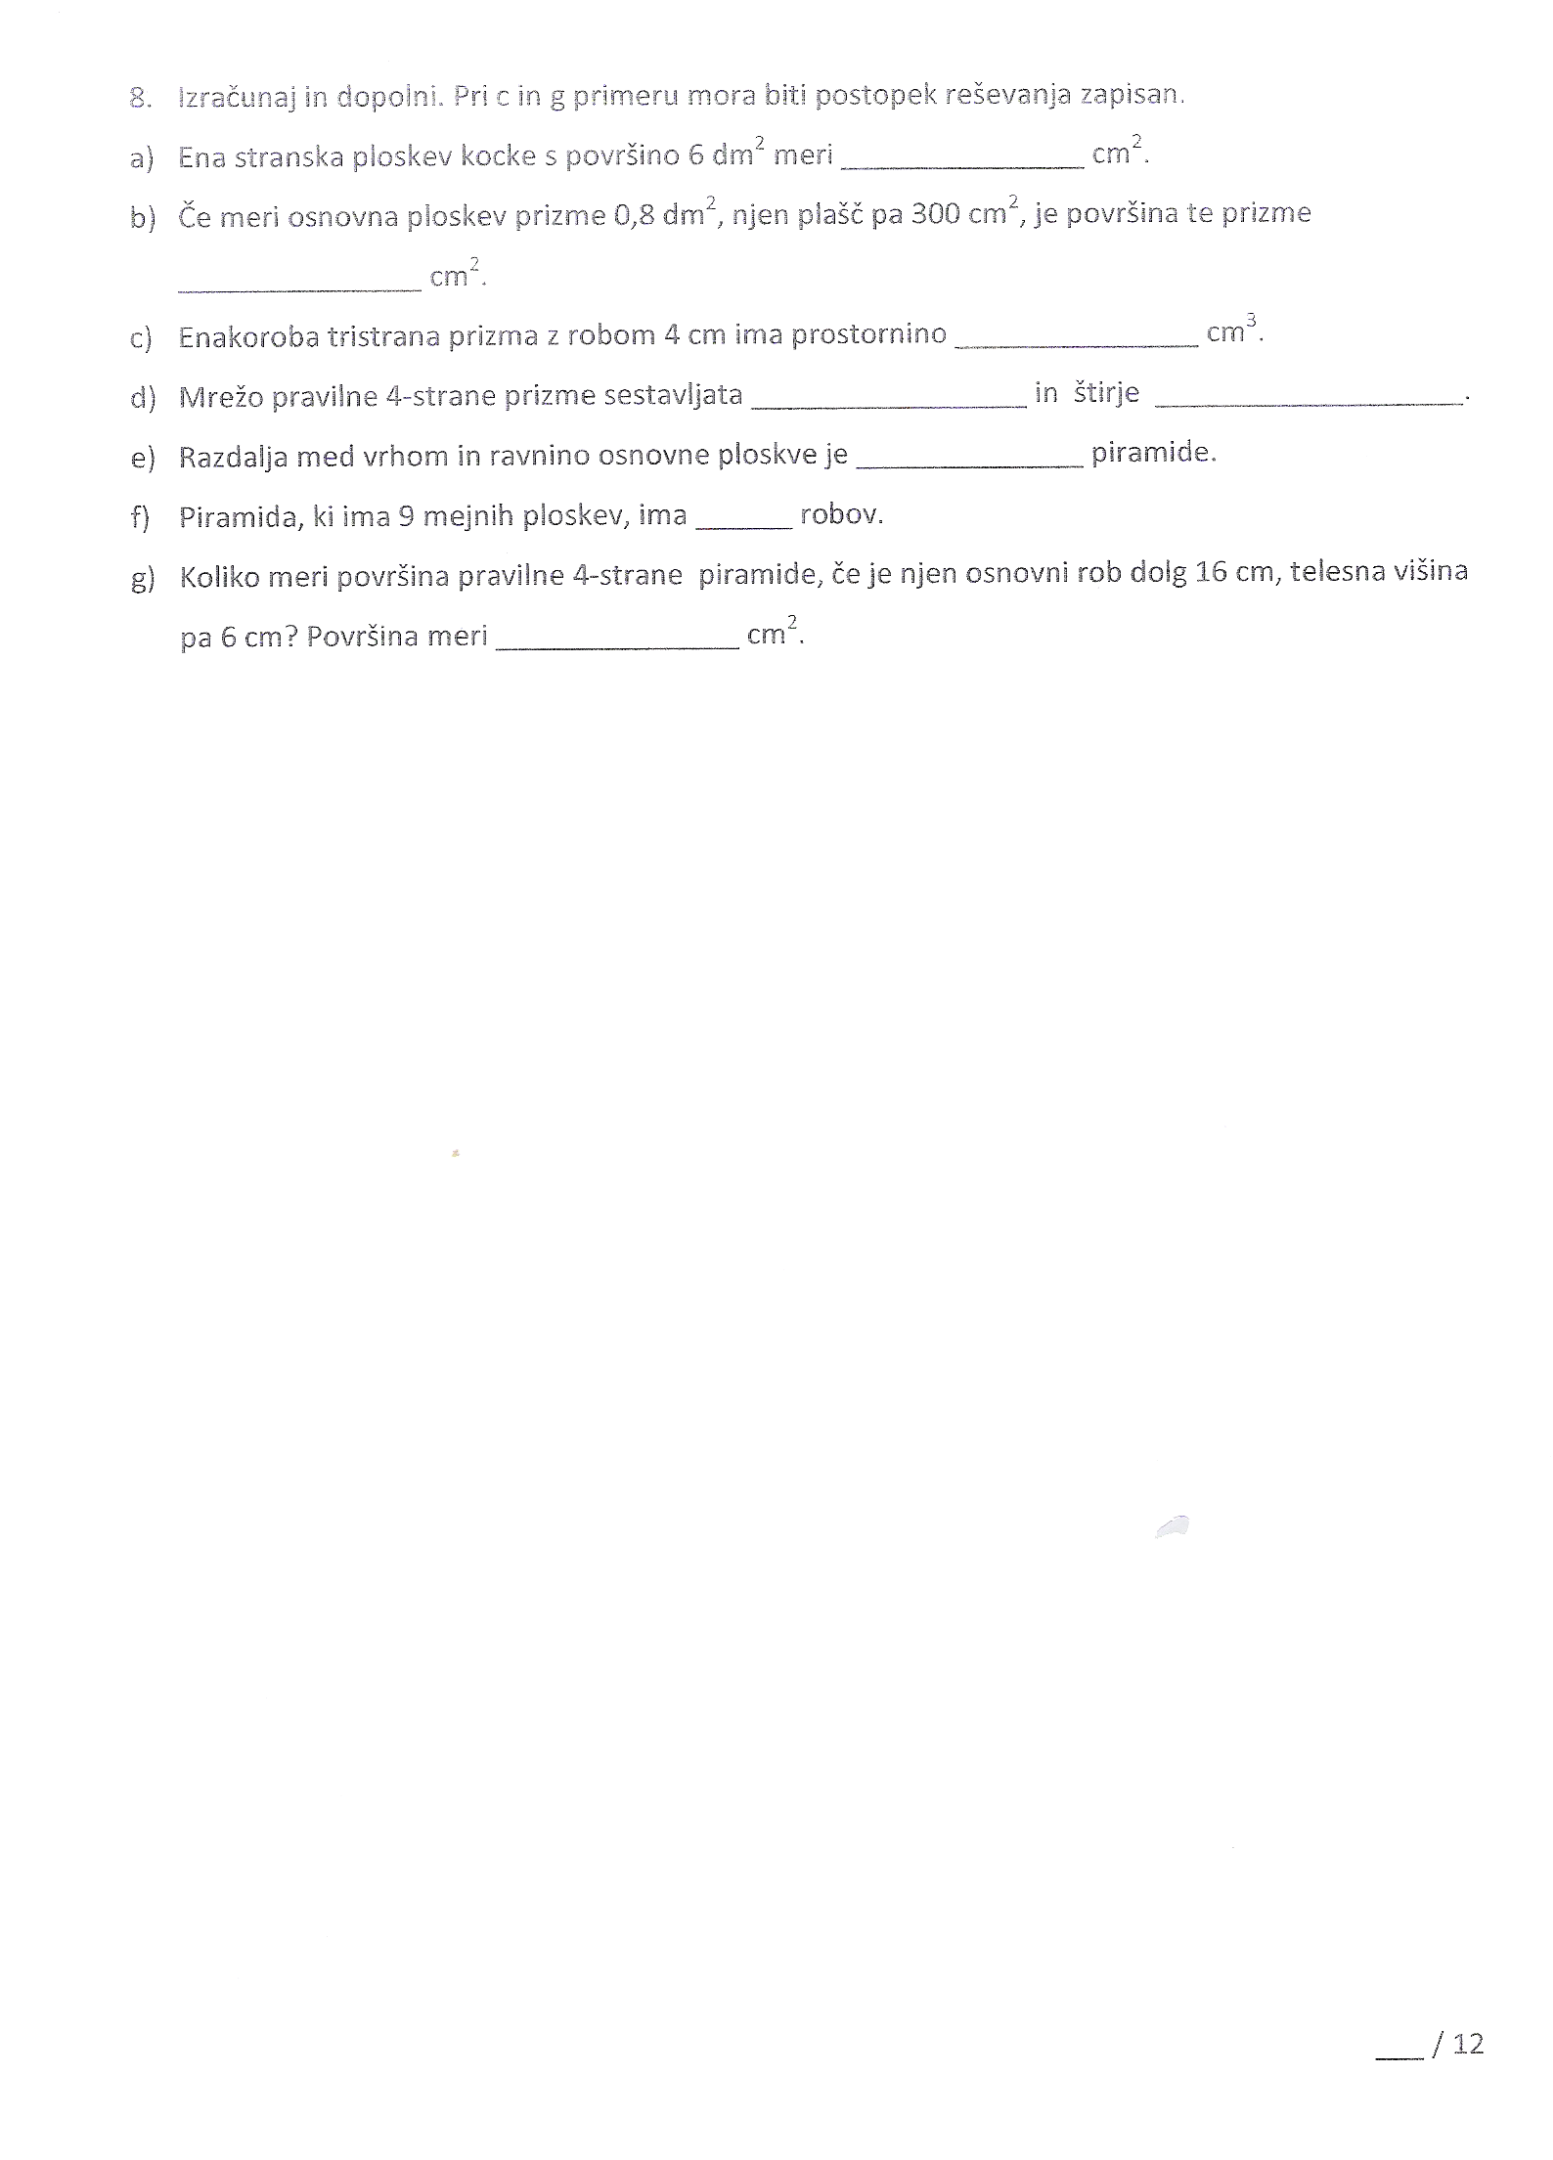 8. Izračunaj in dopolni. Pri c in g primeru mora biti postopek reševanja zapisan.
a) Ena stranska ploskev kocke s površino 6 dm² meri _______________ cm².
b) Če meri osnovna ploskev prizme 0,8 dm², njen plašč pa 300 cm², je površina te prizme
_______________ cm².
c) Enakoroba tristrana prizma z robom 4 cm ima prostornino _______________ cm³.
d) Mrežo pravilne 4-strane prizme sestavljata _________________ in štirje ___________________.
e) Razdalja med vrhom in ravnino osnovne ploskve je ______________ piramide.
f) Piramida, ki ima 9 mejnih ploskev, ima ______ robov.
g) Koliko meri površina pravilne 4-strane piramide, če je njen osnovni rob dolg 16 cm, telesna višina
pa 6 cm? Površina meri _______________ cm².
___ / 12